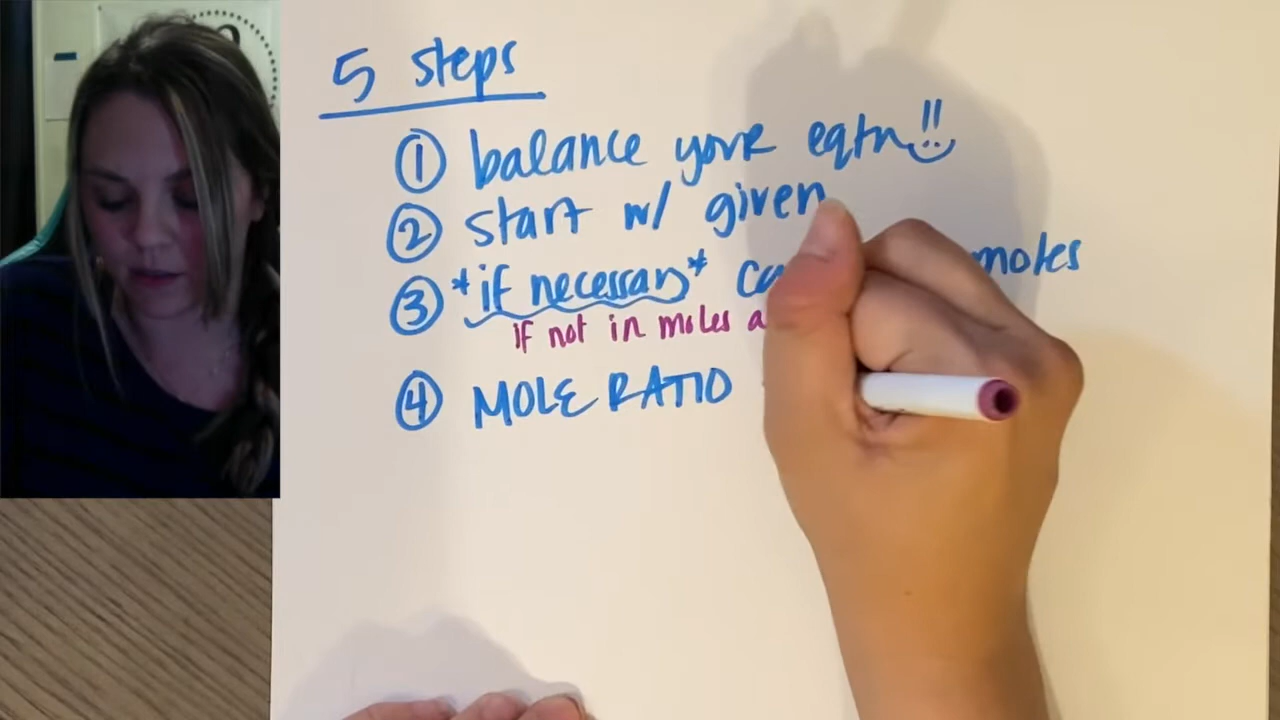 5 steps
① balance your eqtn!!
② start w/ given
③ *if necessary* moles
if not in moles
④ MOLE RATIO